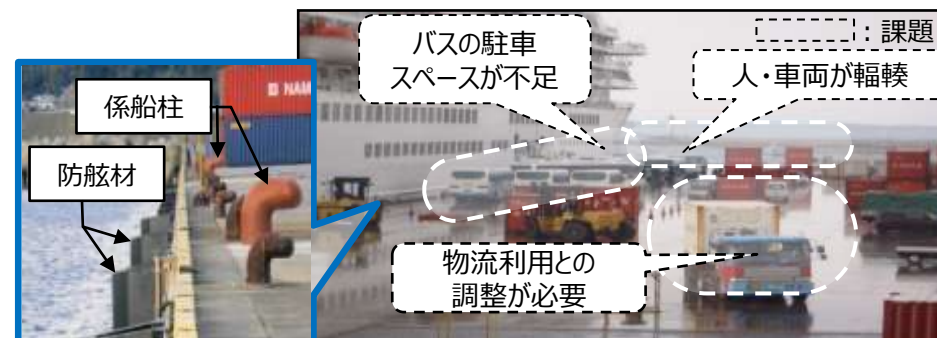 係船柱
防舷材
NAM
バスの駐車
スペースが不足
：課題
人・車両が輻輳
物流利用との
調整が必要